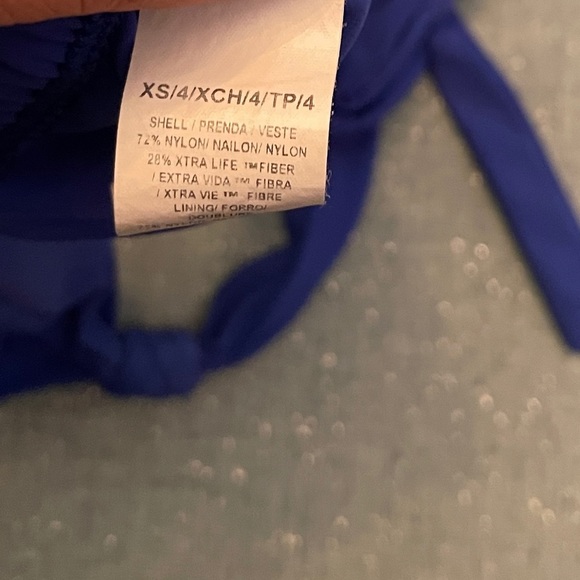 XS/4/XCH/4/TP/4
SHELL / PRENDA / VESTE
72% NYLON/ NAILON/ NYLON
28% XTRA LIFE ™FIBER
/ EXTRA VIDA ™ FIBRA
/ XTRA VIE ™ FIBRE
LINING/ FORRO/